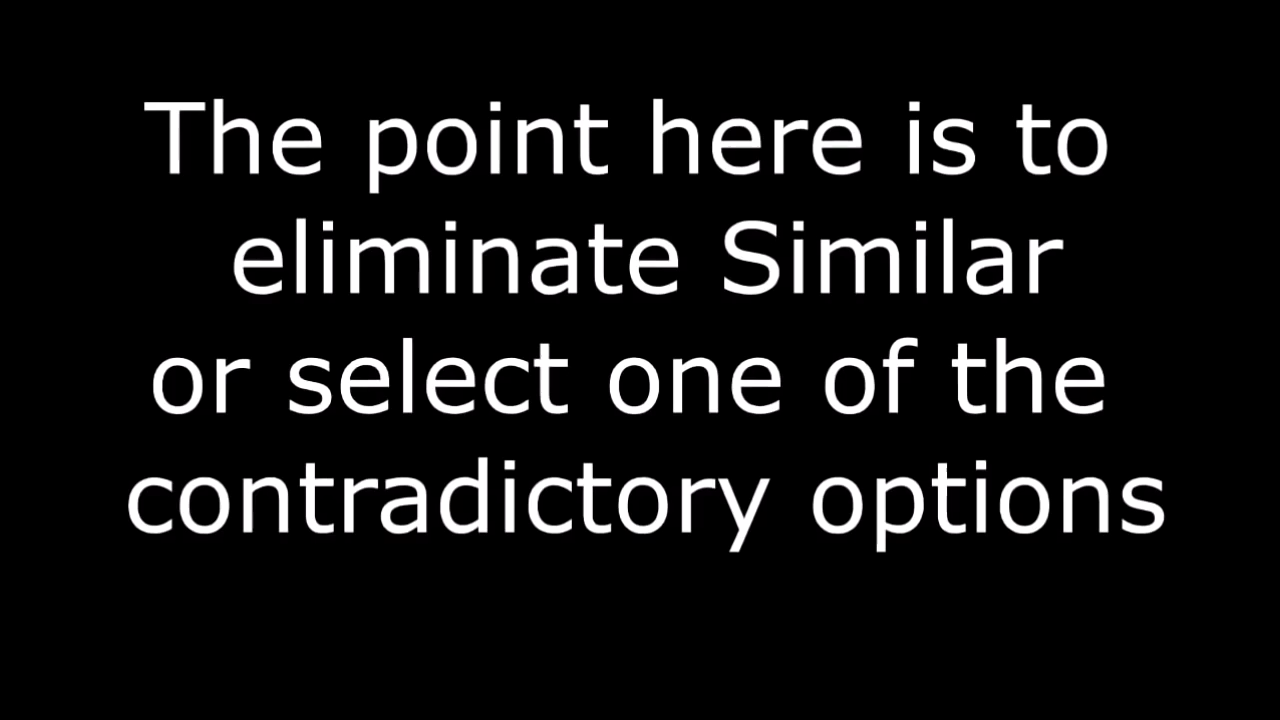 The point here is to
eliminate Similar
or select one of the
contradictory options